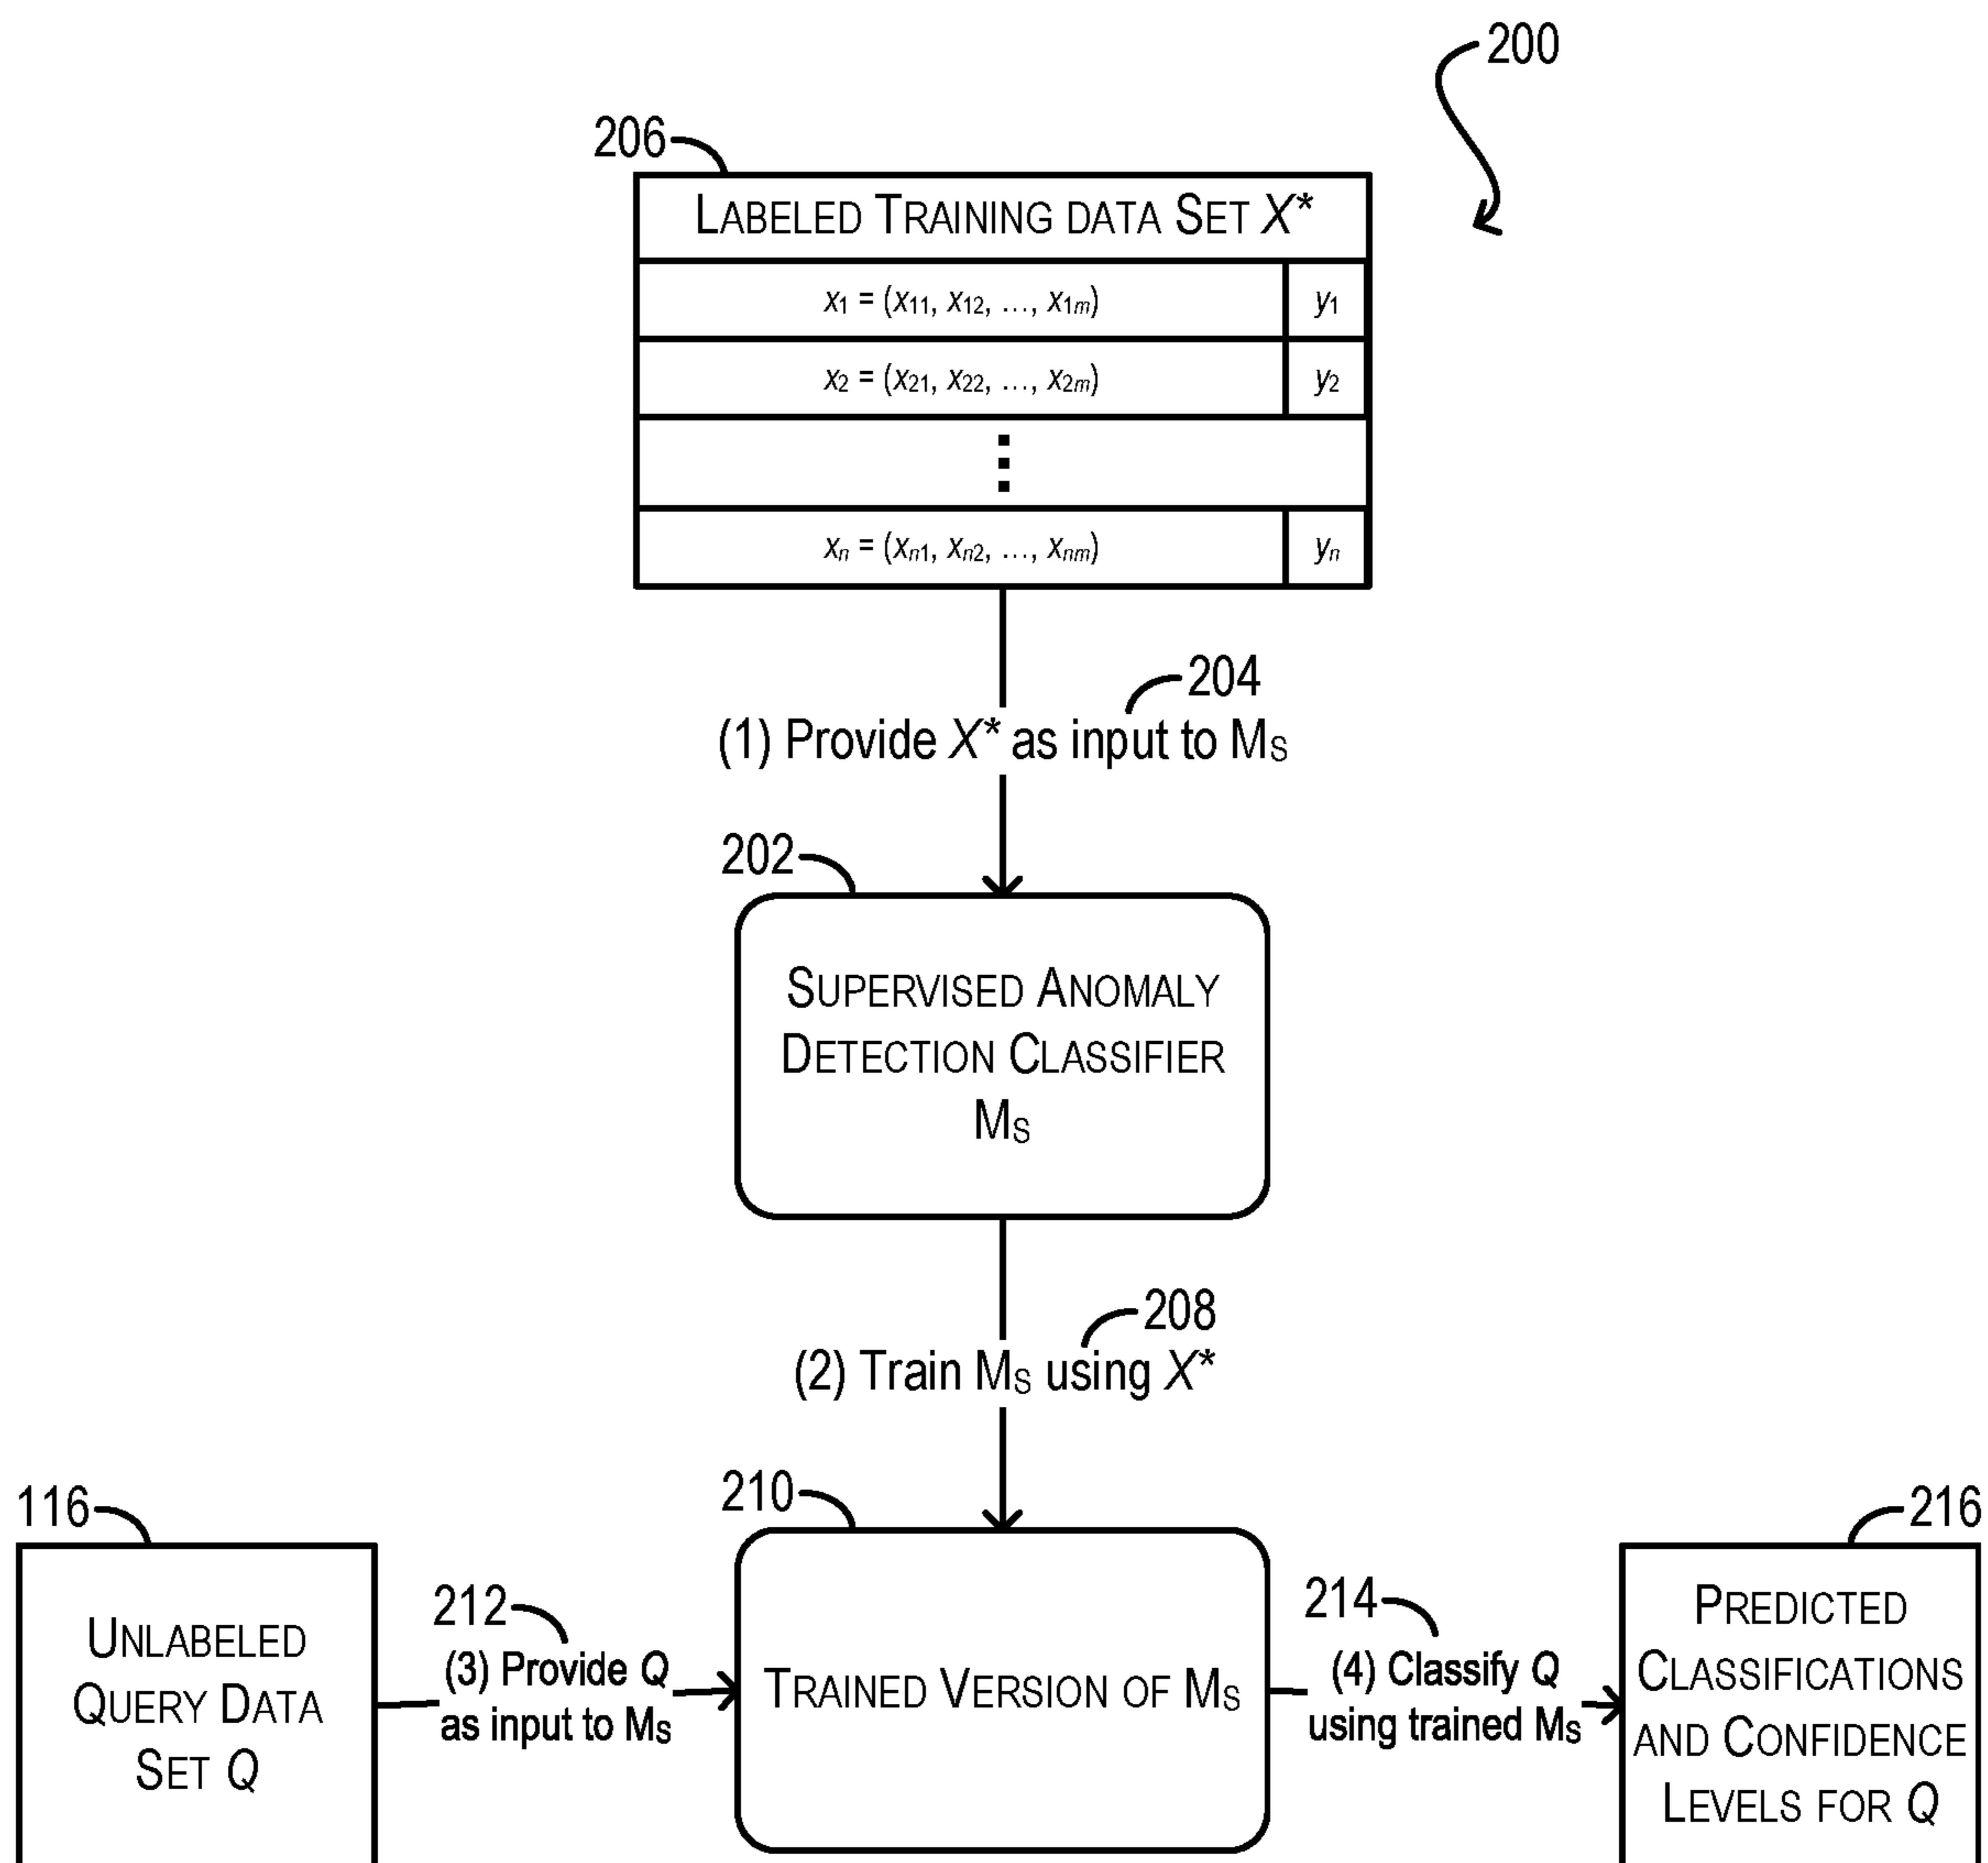 200
206
LABELED TRAINING DATA SET X*
x1 = (x11, x12, ..., x1m) y1
x2 = (x21, x22, ..., x2m) y2
⋮
xn = (xn1, xn2, ..., xnm) yn
204
(1) Provide X* as input to MS
202
SUPERVISED ANOMALY
DETECTION CLASSIFIER
MS
208
(2) Train MS using X*
116
UNLABELED
QUERY DATA
SET Q
212
(3) Provide Q
as input to MS
210
TRAINED VERSION OF MS
214
(4) Classify Q
using trained MS
216
PREDICTED
CLASSIFICATIONS
AND CONFIDENCE
LEVELS FOR Q